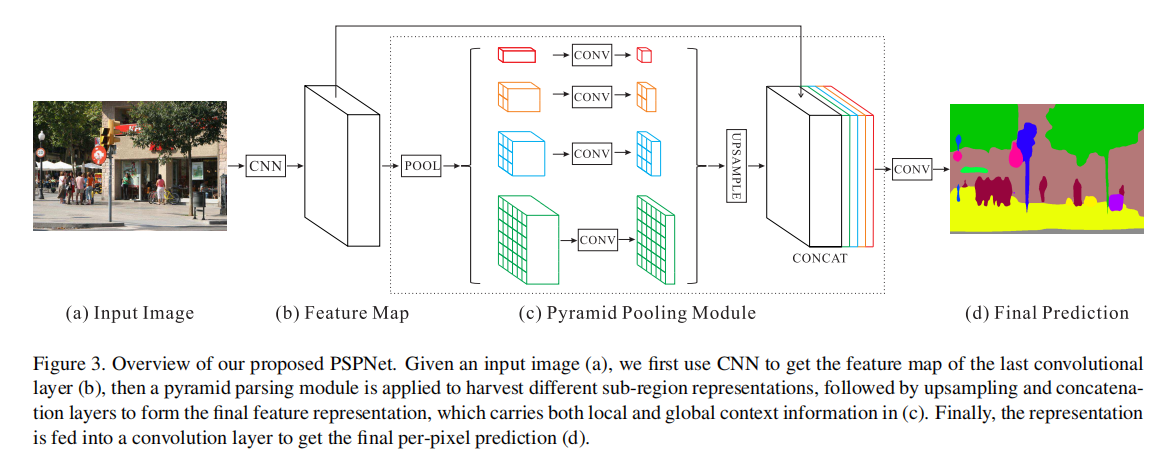 CNN
POOL
CONV
CONV
CONV
CONV
UPSAMPLE
CONCAT
CONV
(a) Input Image
(b) Feature Map
(c) Pyramid Pooling Module
(d) Final Prediction
Figure 3. Overview of our proposed PSPNet. Given an input image (a), we first use CNN to get the feature map of the last convolutional
layer (b), then a pyramid parsing module is applied to harvest different sub-region representations, followed by upsampling and concatena-
tion layers to form the final feature representation, which carries both local and global context information in (c). Finally, the representation
is fed into a convolution layer to get the final per-pixel prediction (d).